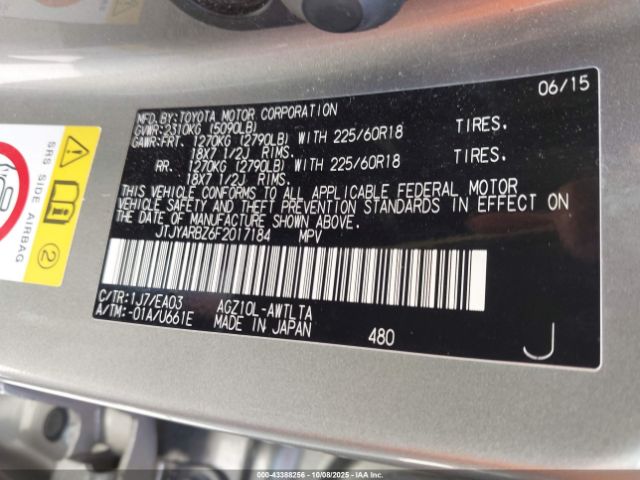 06/15
MFD.BY:TOYOTA MOTOR CORPORATION
GVWR:2310KG (5090LB)
GAWR:FRT. 1270KG (2790LB) WITH 225/60R18 TIRES.
18X7 1/2J RIMS.
RR. 1270KG (2790LB) WITH 225/60R18 TIRES.
18X7 1/2J RIMS.
THIS VEHICLE CONFORMS TO ALL APPLICABLE FEDERAL MOTOR
VEHICLE SAFETY AND THEFT PREVENTION STANDARDS IN EFFECT ON
THE DATE OF MANUFACTURE SHOWN ABOVE.
JTJYARBZ6F2017184 MPV
C/TR:1J7/EA03 AGZ10L-AWTLTA
A/TM:-01A/U661E MADE IN JAPAN 480 J
SRS SIDE AIRBAG
2
000-43388256 - 10/08/2025 - IAAI.COM